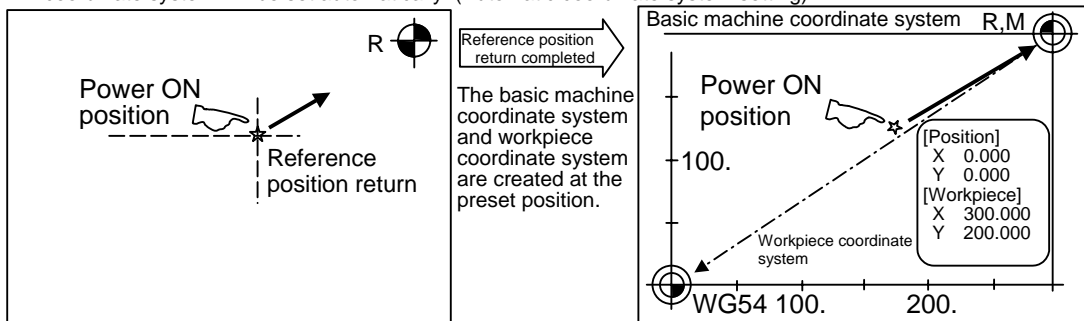 R
Power ON
position
Reference
position return
Reference position
return completed
The basic machine
coordinate system
and workpiece
coordinate system
are created at the
preset position.
Basic machine coordinate system R,M
Power ON
position
100.
[Position]
X 0.000
Y 0.000
[Workpiece]
X 300.000
Y 200.000
Workpiece coordinate
system
WG54 100. 200.